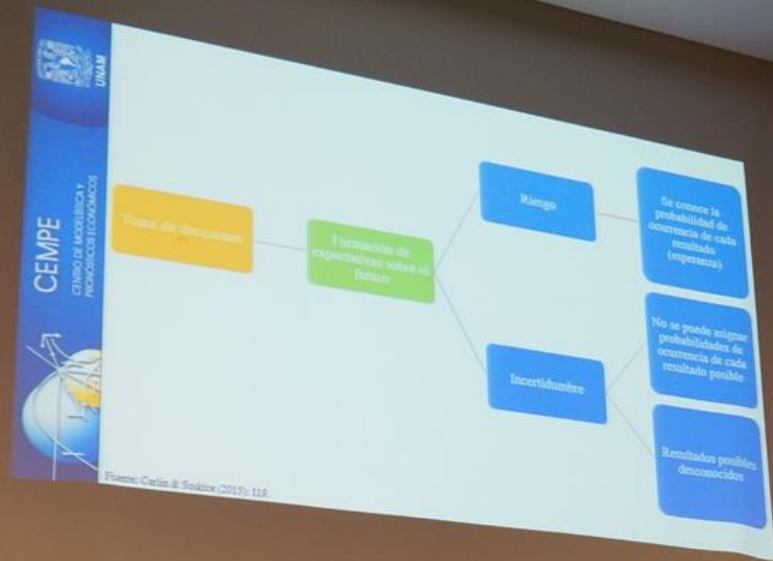 UNAM
CEMPE
CENTRO DE MODELÍSTICA Y
PRONÓSTICOS ECONÓMICOS
Toma de decisiones
Formación de
expectativas sobre el
futuro
Riesgo
Se conoce la
probabilidad de
ocurrencia de cada
resultado
(esperanza)
Incertidumbre
No se puede asignar
probabilidades de
ocurrencia de cada
resultado posible
Resultados posibles
desconocidos
Fuente: Carlin & Soskice (2015): 119.